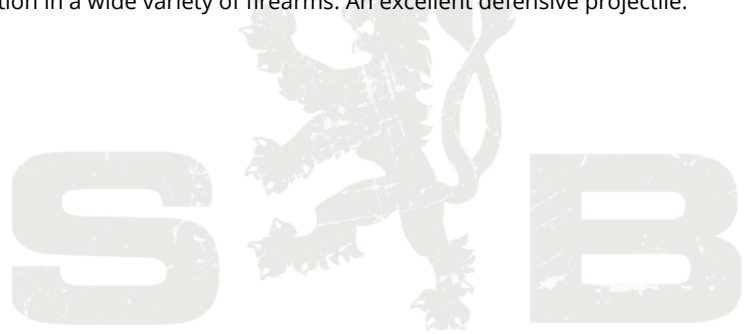 tion in a wide variety of firearms. An excellent defensive projectile.
S B